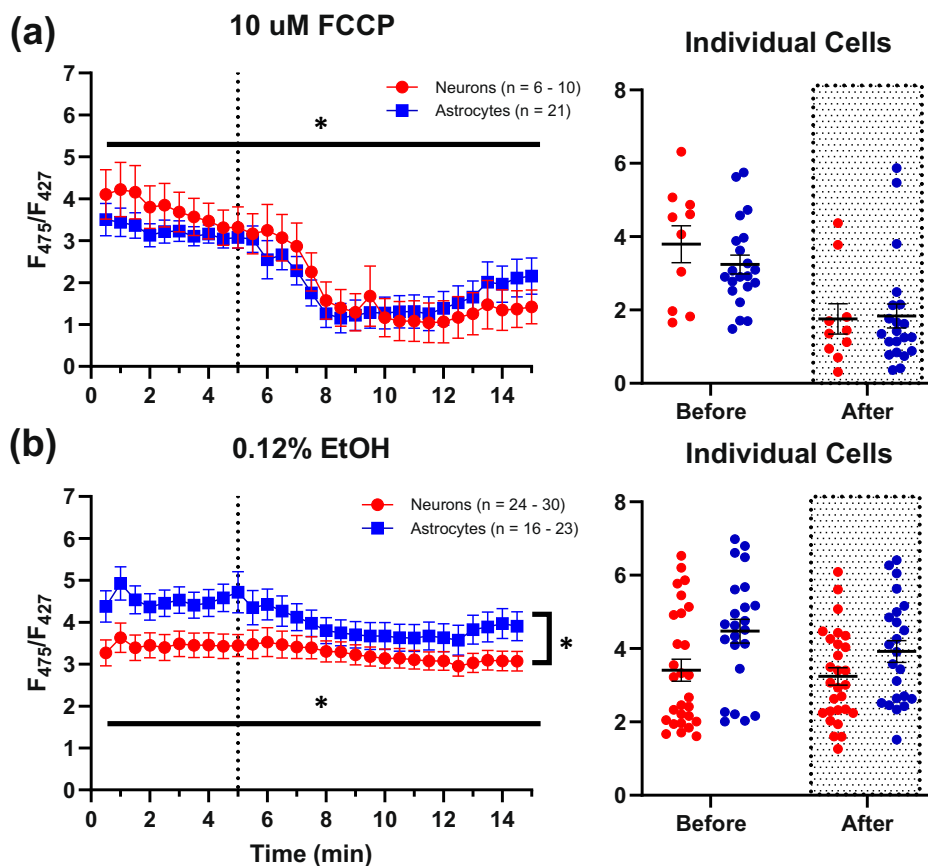 (a)
10 uM FCCP
Individual Cells
Neurons (n = 6 - 10)
Astrocytes (n = 21)
*
F475/F427
7
6
5
4
3
2
1
0
0 2 4 6 8 10 12 14
8
6
4
2
0
Before After
(b)
0.12% EtOH
Individual Cells
Neurons (n = 24 - 30)
Astrocytes (n = 16 - 23)
*
*
F475/F427
7
6
5
4
3
2
1
0
0 2 4 6 8 10 12 14
Time (min)
8
6
4
2
0
Before After